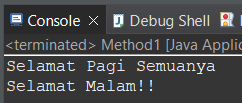 Console Debug Shell
<terminated> Method1 [Java Applic
Selamat Pagi Semuanya
Selamat Malam!!